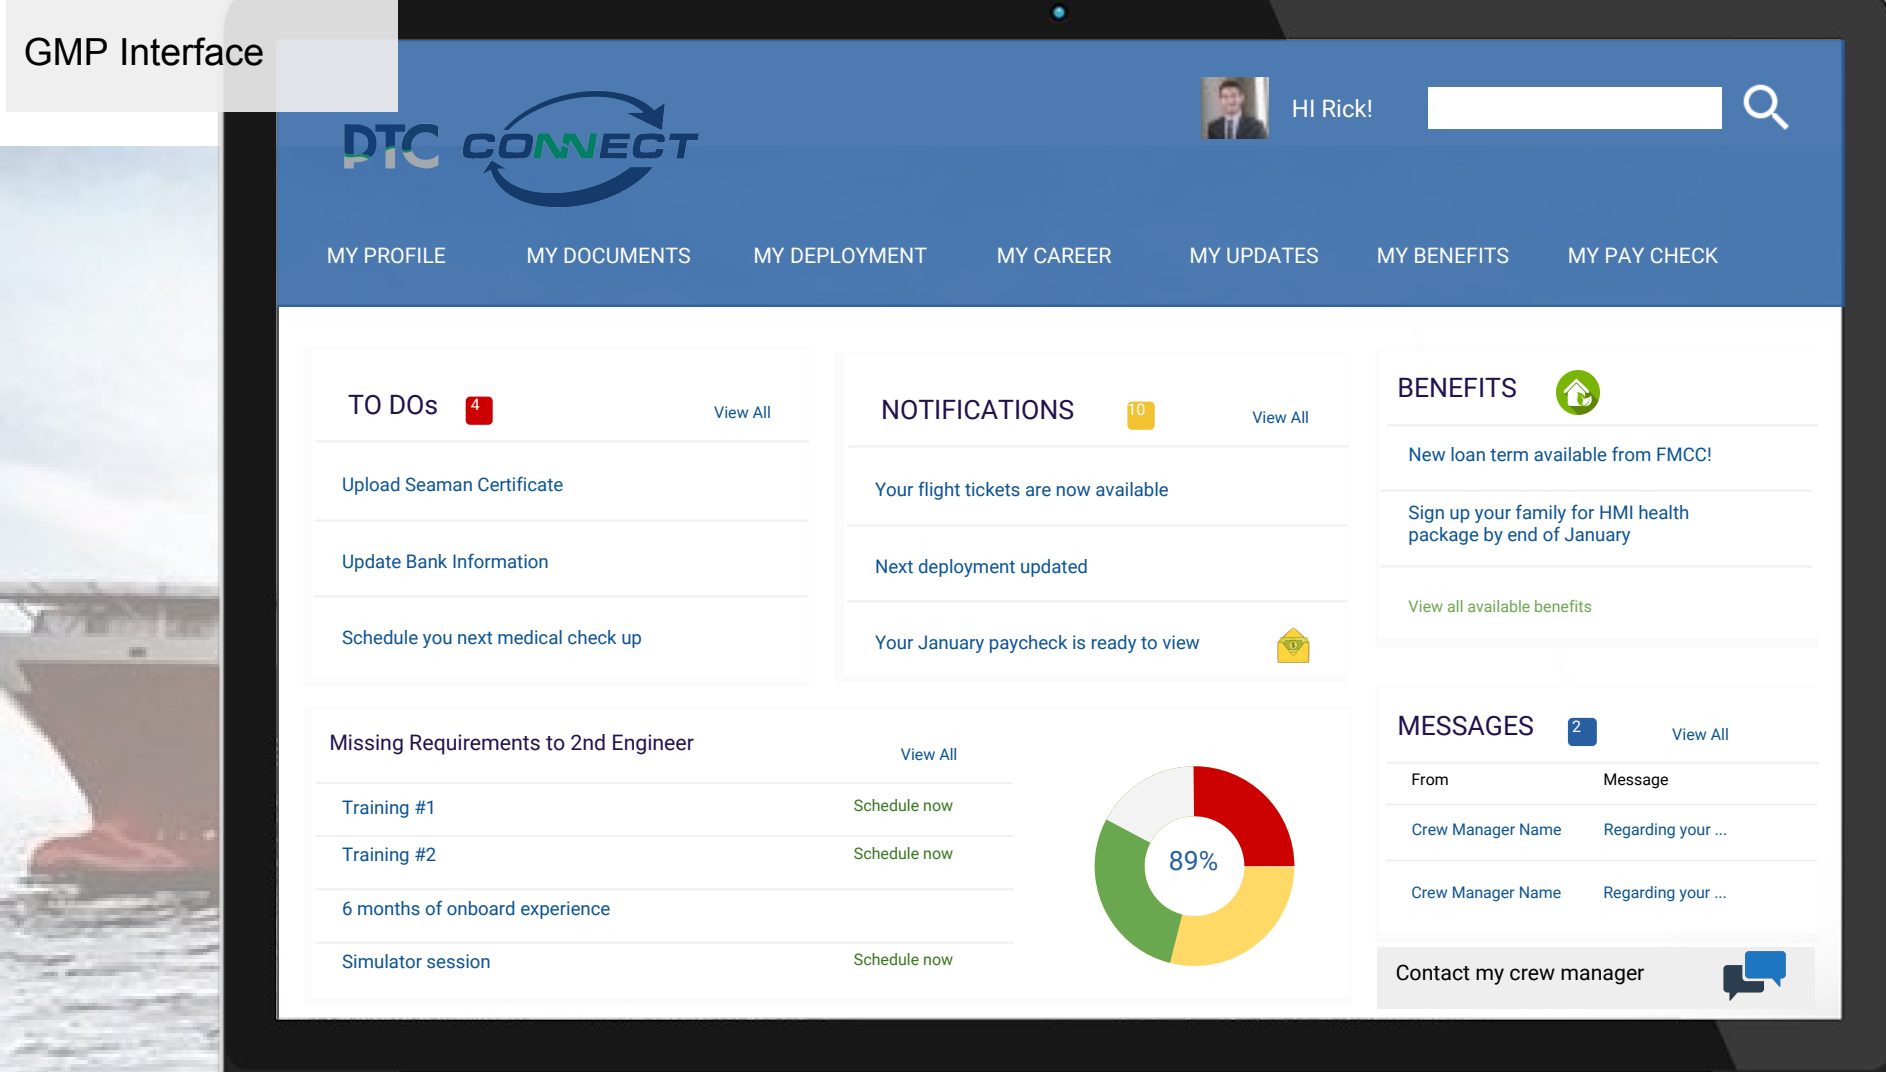 GMP Interface
PTC CONNECT
HI Rick!
MY PROFILE MY DOCUMENTS MY DEPLOYMENT MY CAREER MY UPDATES MY BENEFITS MY PAY CHECK
TO DOs 4 View All
Upload Seaman Certificate
Update Bank Information
Schedule you next medical check up
NOTIFICATIONS 10 View All
Your flight tickets are now available
Next deployment updated
Your January paycheck is ready to view
BENEFITS
New loan term available from FMCC!
Sign up your family for HMI health
package by end of January
View all available benefits
Missing Requirements to 2nd Engineer View All
Training #1 Schedule now
Training #2 Schedule now
6 months of onboard experience
Simulator session Schedule now
89%
MESSAGES 2 View All
From Message
Crew Manager Name Regarding your ...
Crew Manager Name Regarding your ...
Contact my crew manager